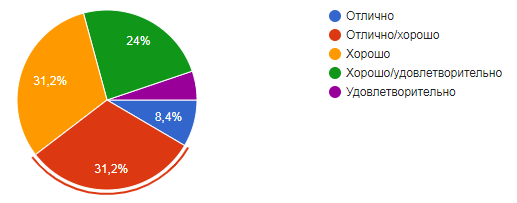 24%
31,2%
8,4%
31,2%
Отлично
Отлично/хорошо
Хорошо
Хорошо/удовлетворительно
Удовлетворительно